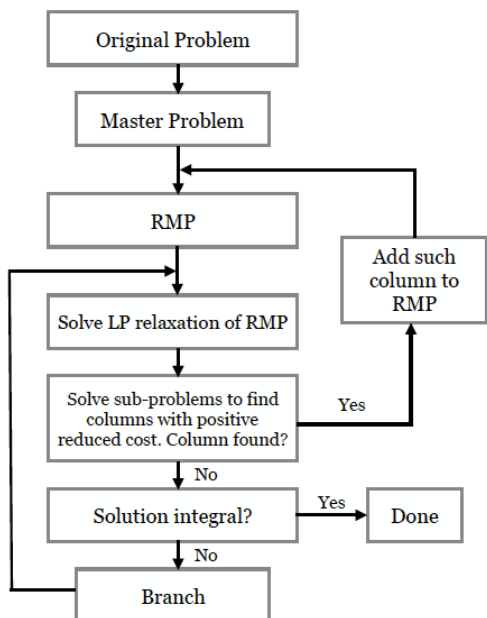 Original Problem
Master Problem
RMP
Add such
column to
RMP
Solve LP relaxation of RMP
Solve sub-problems to find
columns with positive
reduced cost. Column found?
Yes
No
Solution integral?
Yes
Done
No
Branch